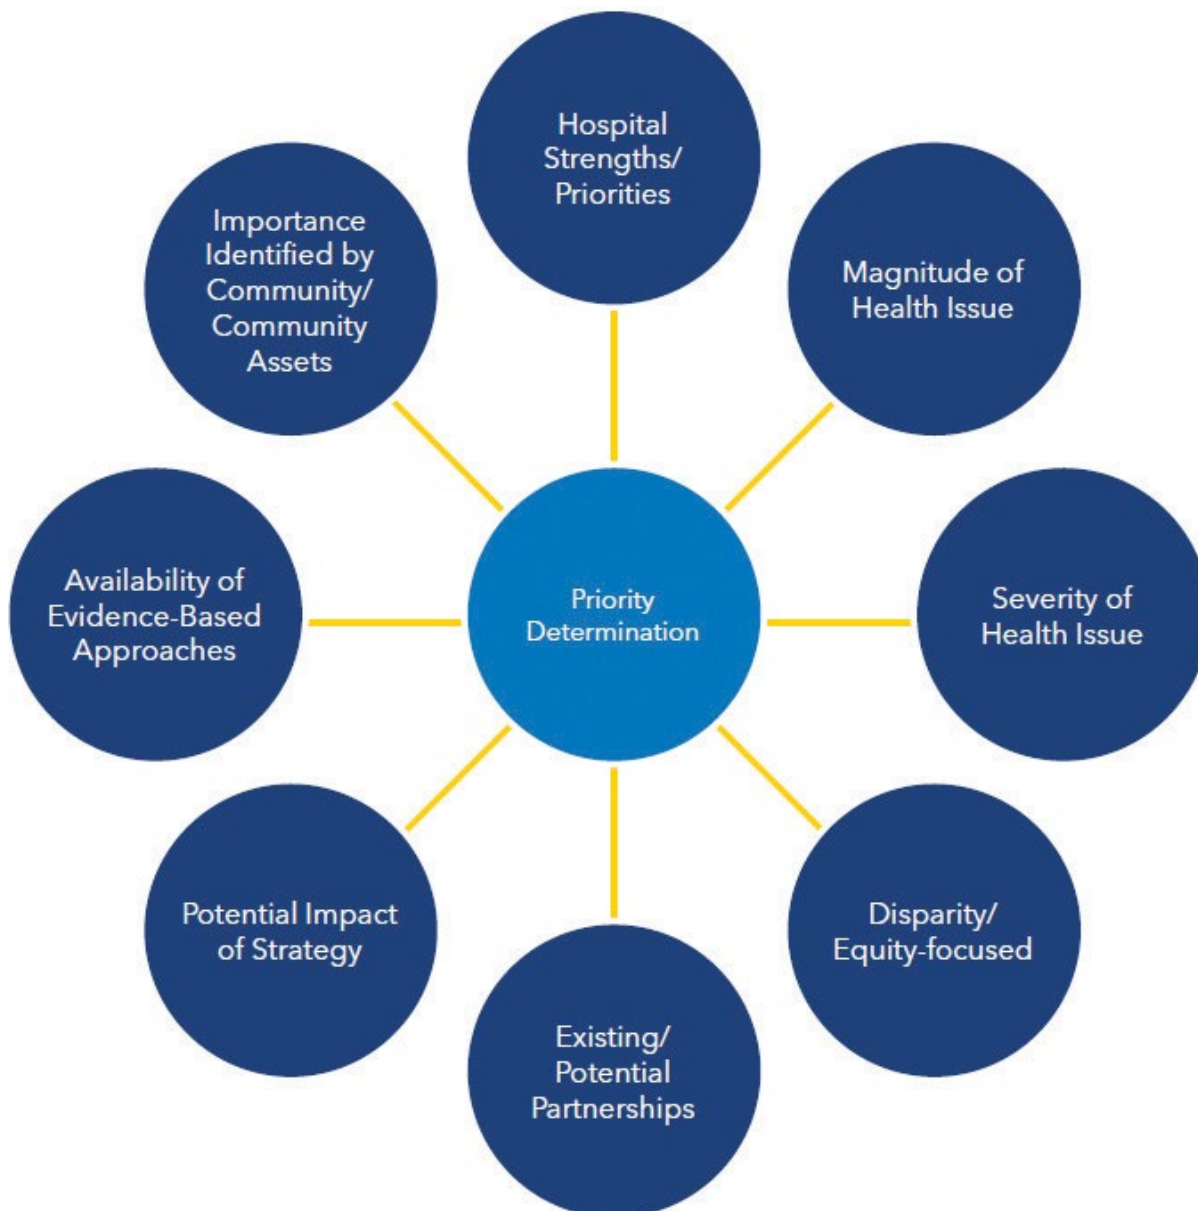 Hospital
Strengths/
Priorities
Importance
Identified by
Community/
Community
Assets
Magnitude of
Health Issue
Availability of
Evidence-Based
Approaches
Priority
Determination
Severity of
Health Issue
Potential Impact
of Strategy
Disparity/
Equity-focused
Existing/
Potential
Partnerships